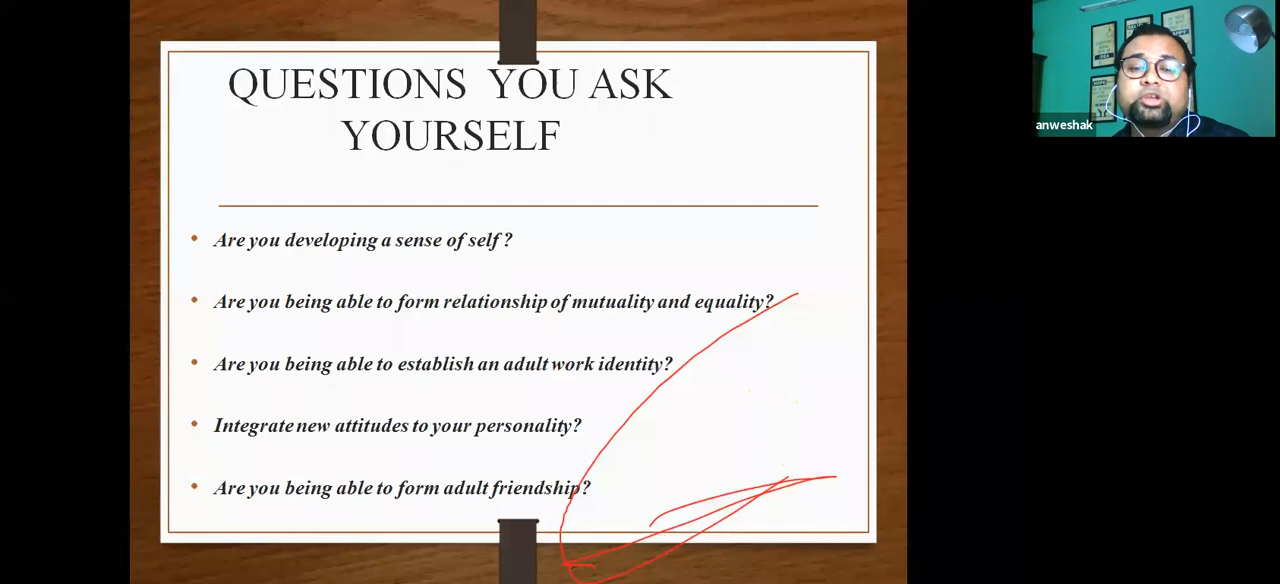 QUESTIONS YOU ASK
YOURSELF
Are you developing a sense of self ?
Are you being able to form relationship of mutuality and equality?
Are you being able to establish an adult work identity?
Integrate new attitudes to your personality?
Are you being able to form adult friendship?
anweshak